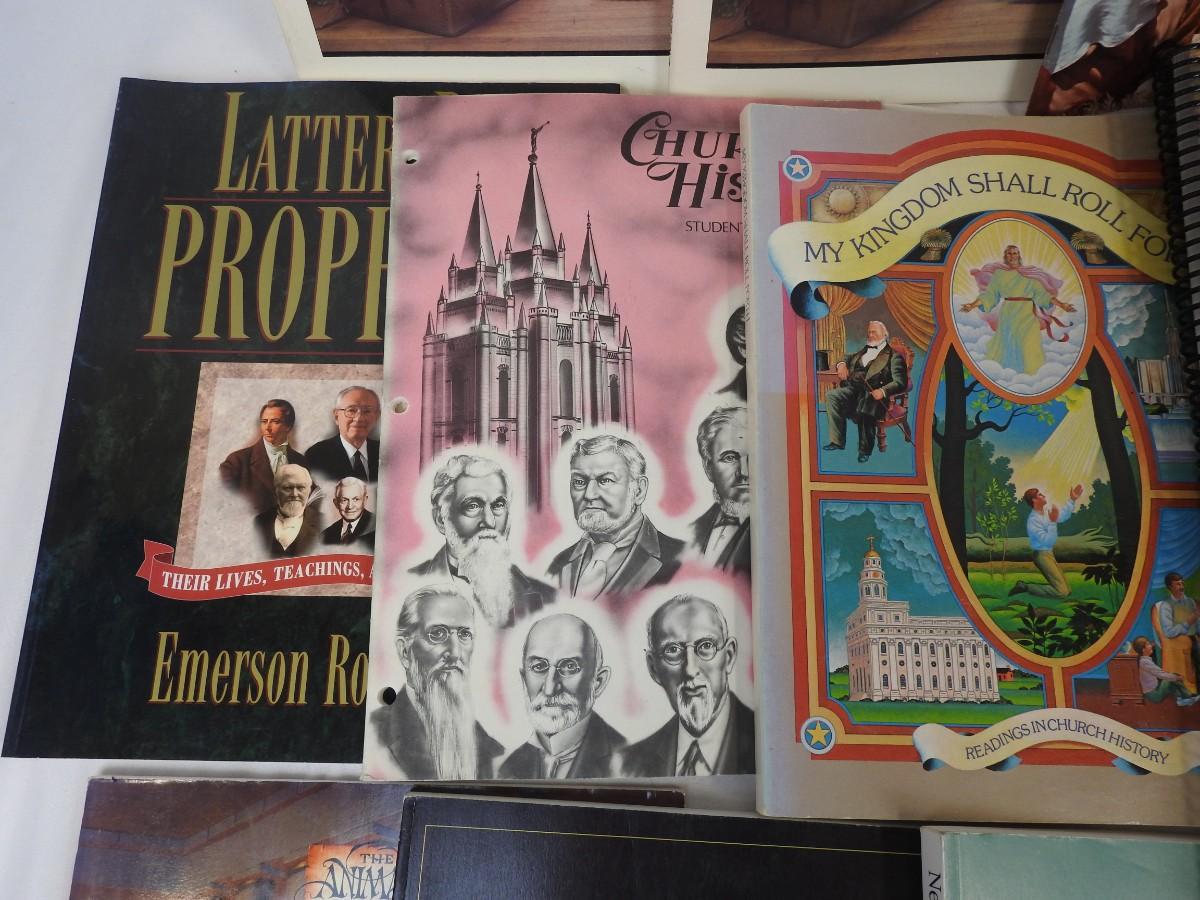 LATTER
PROPH
THEIR LIVES, TEACHINGS, A
Emerson Ro
CHUR
HIS
STUDENT
MY KINGDOM SHALL ROLL FO
READINGS IN CHURCH HISTORY
THE
ANIMA
Ne